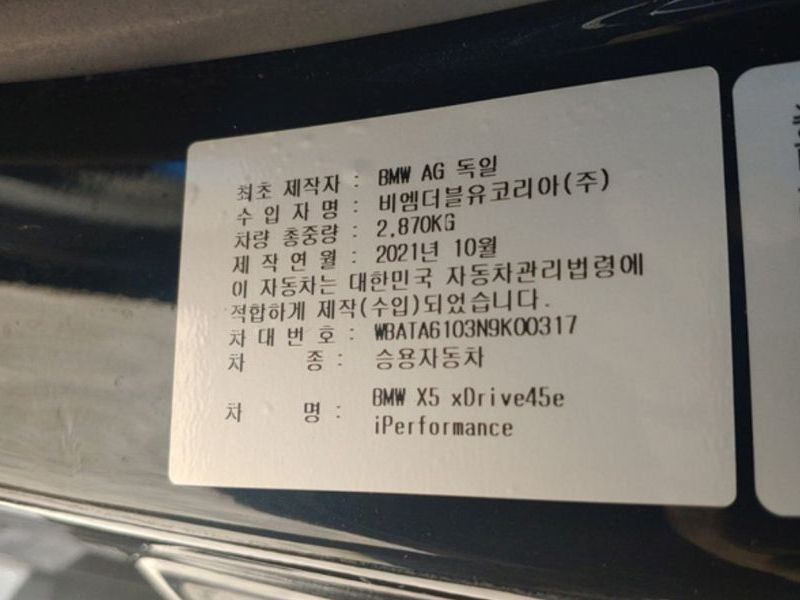 최초 제작자 : BMW AG 독일
수 입 자 명 : 비엠더블유코리아(주)
차량 총중량 : 2,870KG
제 작 연 월 : 2021년 10월
이 자동차는 대한민국 자동차관리법령에
적합하게 제작(수입)되었습니다.
차 대 번 호 : WBATA6103N9K00317
차 종 : 승용자동차
차 명 : BMW X5 xDrive45e
iPerformance